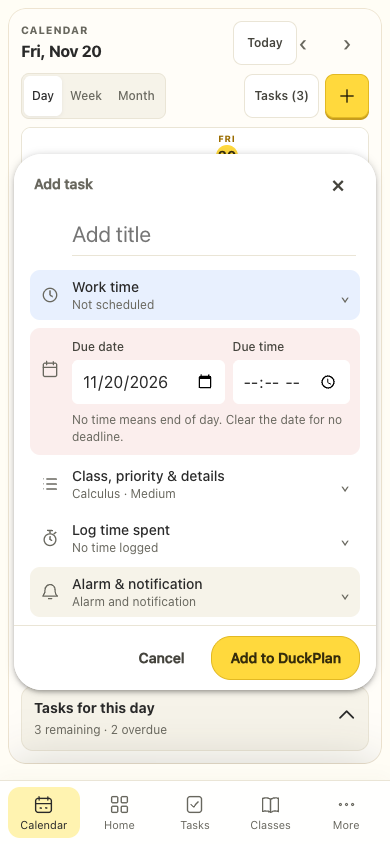 CALENDAR
Fri, Nov 20
Today
Day Week Month
Tasks (3)
FRI
Add task
Add title
Work time
Not scheduled
Due date Due time
11/20/2026 --:-- --
No time means end of day. Clear the date for no
deadline.
Class, priority & details
Calculus · Medium
Log time spent
No time logged
Alarm & notification
Alarm and notification
Cancel Add to DuckPlan
Tasks for this day
3 remaining · 2 overdue
Calendar Home Tasks Classes More